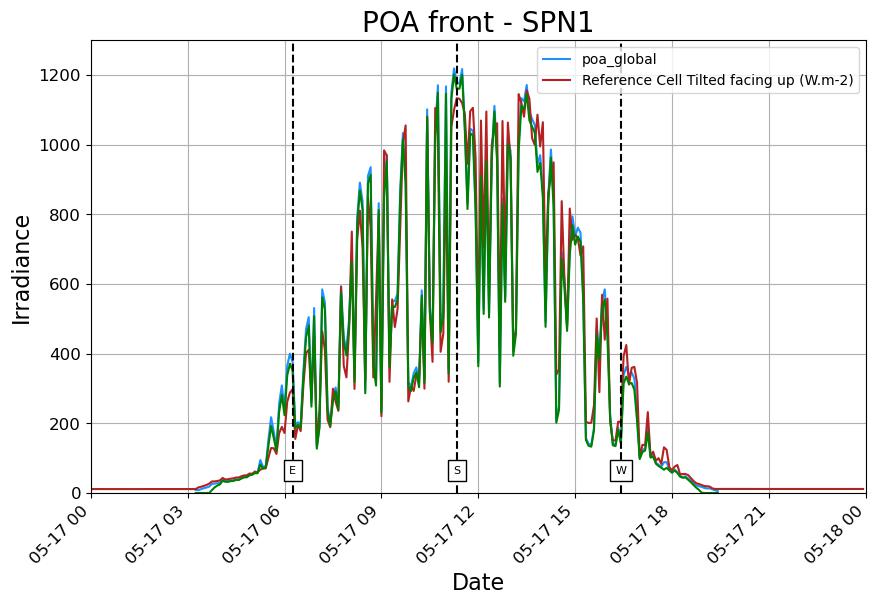 POA front - SPN1
poa_global
Reference Cell Tilted facing up (W.m-2)
Irradiance
1200
1000
800
600
400
200
0
E
S
W
05-17 00
05-17 03
05-17 06
05-17 09
05-17 12
05-17 15
05-17 18
05-17 21
05-18 00
Date